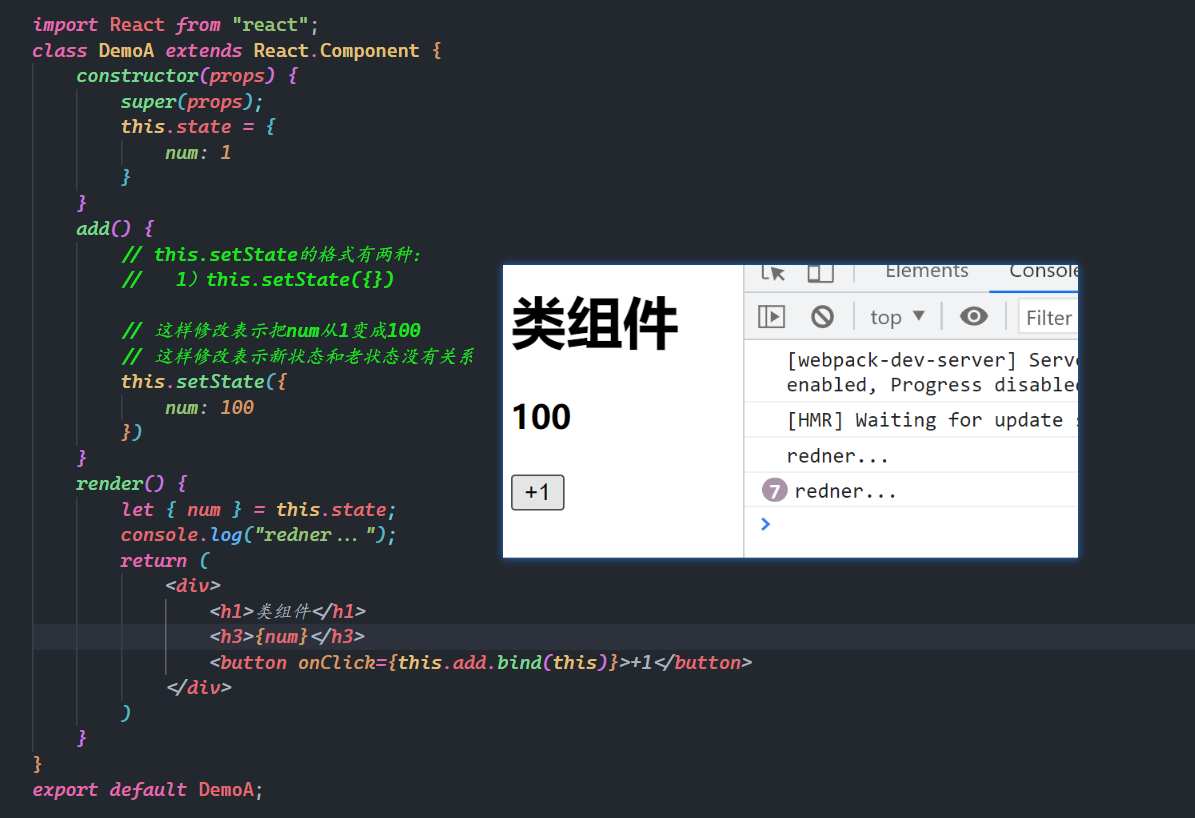 import React from "react";
class DemoA extends React.Component {
constructor(props) {
super(props);
this.state = {
num: 1
}
}
add() {
// this.setState的格式有两种:
// 1）this.setState({})
// 这样修改表示把num从1变成100
// 这样修改表示新状态和老状态没有关系
this.setState({
num: 100
})
}
render() {
let { num } = this.state;
console.log("redner...");
return (
<div>
<h1>类组件</h1>
<h3>{num}</h3>
<button onClick={this.add.bind(this)}>+1</button>
</div>
)
}
}
export default DemoA;
类组件
100
+1
Elements Console
top ▼ Filter
[webpack-dev-server] Serve
enabled, Progress disabled
[HMR] Waiting for update s
redner...
7 redner...